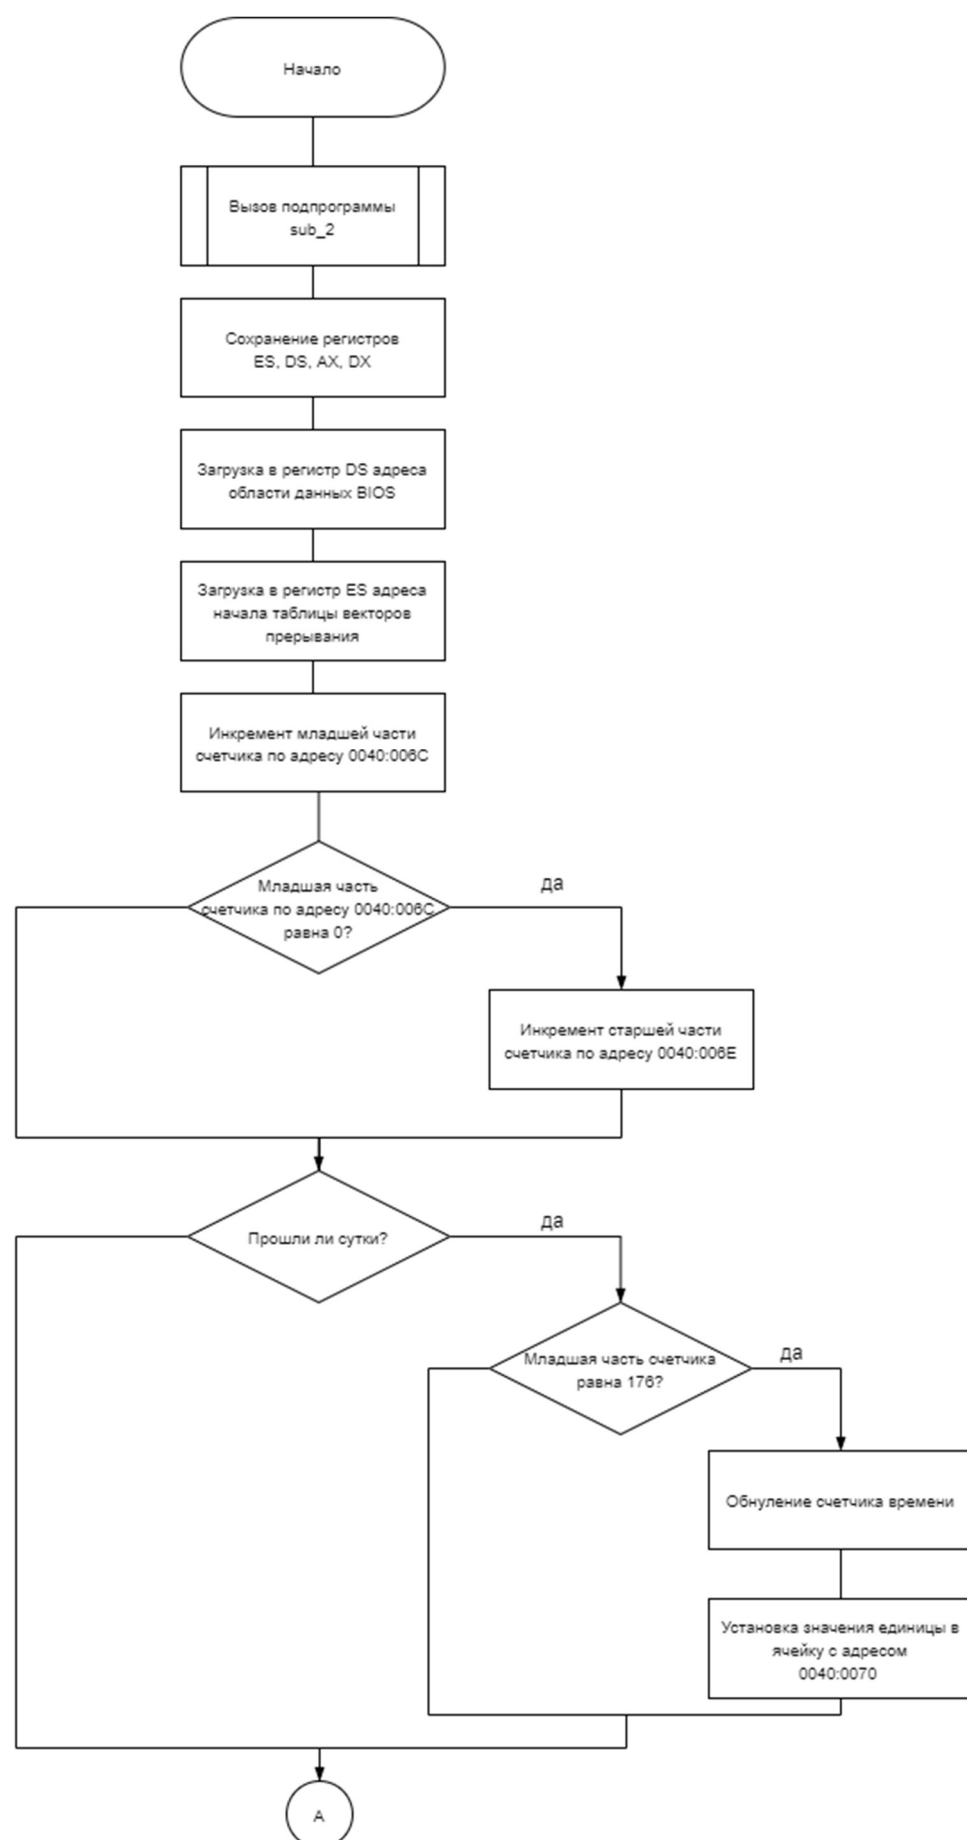 Начало
Вызов подпрограммы
sub_2
Сохранение регистров
ES, DS, AX, DX
Загрузка в регистр DS адреса
области данных BIOS
Загрузка в регистр ES адреса
начала таблицы векторов
прерывания
Инкремент младшей части
счетчика по адресу 0040:006C
Младшая часть
счетчика по адресу 0040:006C
равна 0?
да
Инкремент старшей части
счетчика по адресу 0040:006E
Прошли ли сутки?
да
Младшая часть счетчика
равна 176?
да
Обнуление счетчика времени
Установка значения единицы в
ячейку с адресом
0040:0070
А